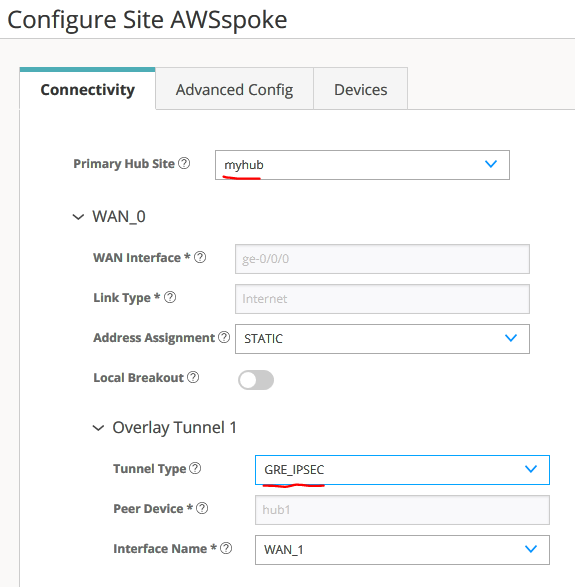 Configure Site AWSspoke
Connectivity Advanced Config Devices
Primary Hub Site ? myhub
WAN_0
WAN Interface * ? ge-0/0/0
Link Type * ? Internet
Address Assignment ? STATIC
Local Breakout ?
Overlay Tunnel 1
Tunnel Type ? GRE_IPSEC
Peer Device * ? hub1
Interface Name * ? WAN_1